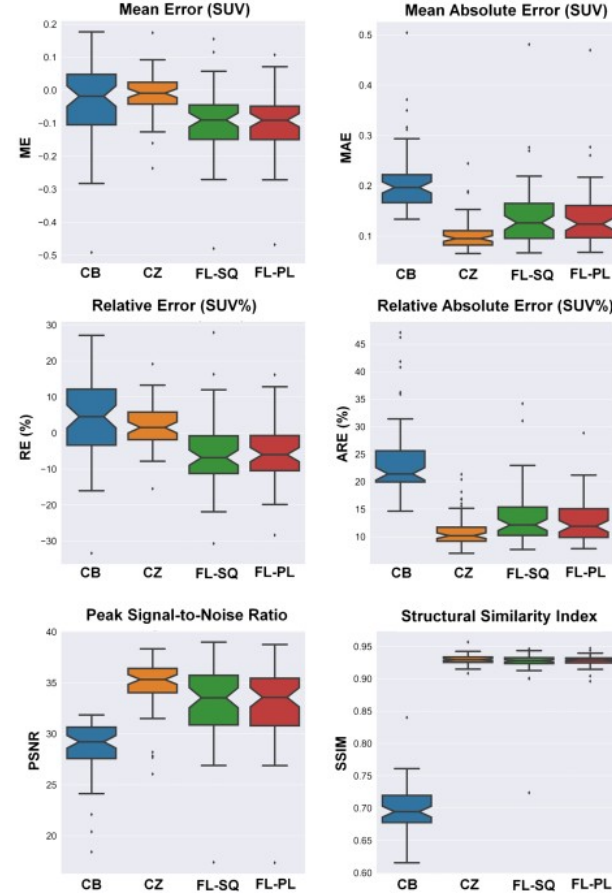 Mean Error (SUV)
0.2
0.1
0.0
−0.1
−0.2
−0.3
−0.4
−0.5
ME
CB CZ FL-SQ FL-PL
Mean Absolute Error (SUV)
0.5
0.4
0.3
0.2
0.1
MAE
CB CZ FL-SQ FL-PL
Relative Error (SUV%)
30
20
10
0
−10
−20
−30
RE (%)
CB CZ FL-SQ FL-PL
Relative Absolute Error (SUV%)
45
40
35
30
25
20
15
10
ARE (%)
CB CZ FL-SQ FL-PL
Peak Signal-to-Noise Ratio
40
35
30
25
20
PSNR
CB CZ FL-SQ FL-PL
Structural Similarity Index
0.95
0.90
0.85
0.80
0.75
0.70
0.65
0.60
SSIM
CB CZ FL-SQ FL-PL